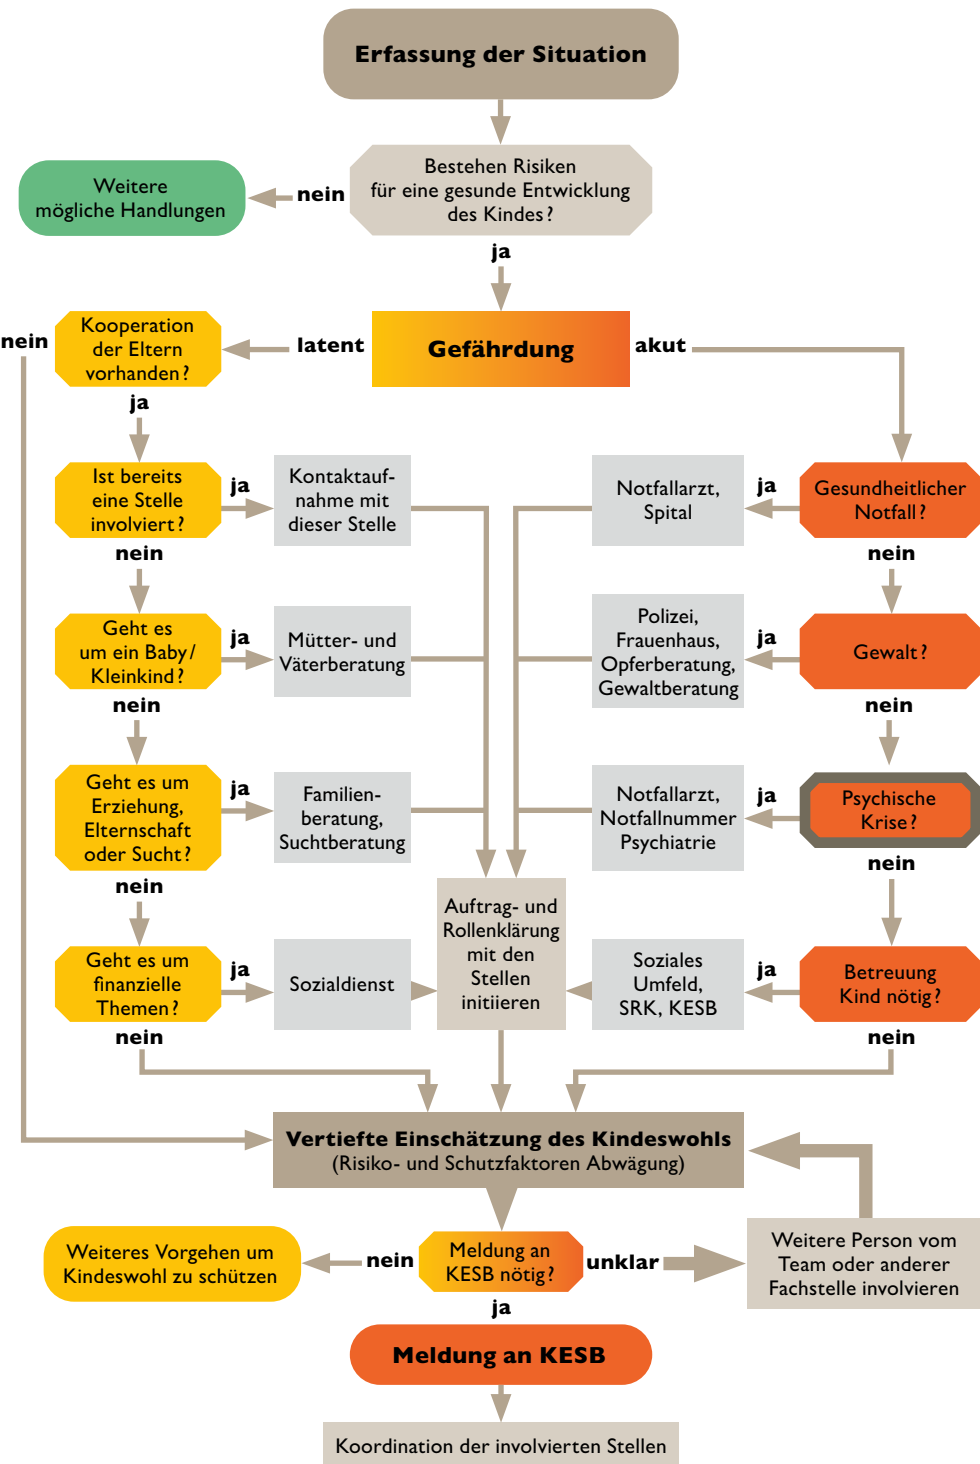 Erfassung der Situation
Bestehen Risiken
für eine gesunde Entwicklung
des Kindes?
nein
Weitere
mögliche Handlungen
ja
nein
Kooperation
der Eltern
vorhanden?
latent
Gefährdung
akut
ja
Ist bereits
eine Stelle
involviert?
ja
Kontaktauf-
nahme mit
dieser Stelle
Notfallarzt,
Spital
ja
Gesundheitlicher
Notfall?
nein
nein
Geht es
um ein Baby/
Kleinkind?
ja
Mütter- und
Väterberatung
Polizei,
Frauenhaus,
Opferberatung,
Gewaltberatung
ja
Gewalt?
nein
nein
Geht es um
Erziehung,
Elternschaft
oder Sucht?
ja
Familien-
beratung,
Suchtberatung
Notfallarzt,
Notfallnummer
Psychiatrie
ja
Psychische
Krise?
nein
nein
Geht es um
finanzielle
Themen?
ja
Sozialdienst
Auftrag- und
Rollenklärung
mit den
Stellen
initiieren
Soziales
Umfeld,
SRK, KESB
ja
Betreuung
Kind nötig?
nein
nein
Vertiefte Einschätzung des Kindeswohls
(Risiko- und Schutzfaktoren Abwägung)
Weiteres Vorgehen um
Kindeswohl zu schützen
nein
Meldung an
KESB nötig?
unklar
Weitere Person vom
Team oder anderer
Fachstelle involvieren
ja
Meldung an KESB
Koordination der involvierten Stellen